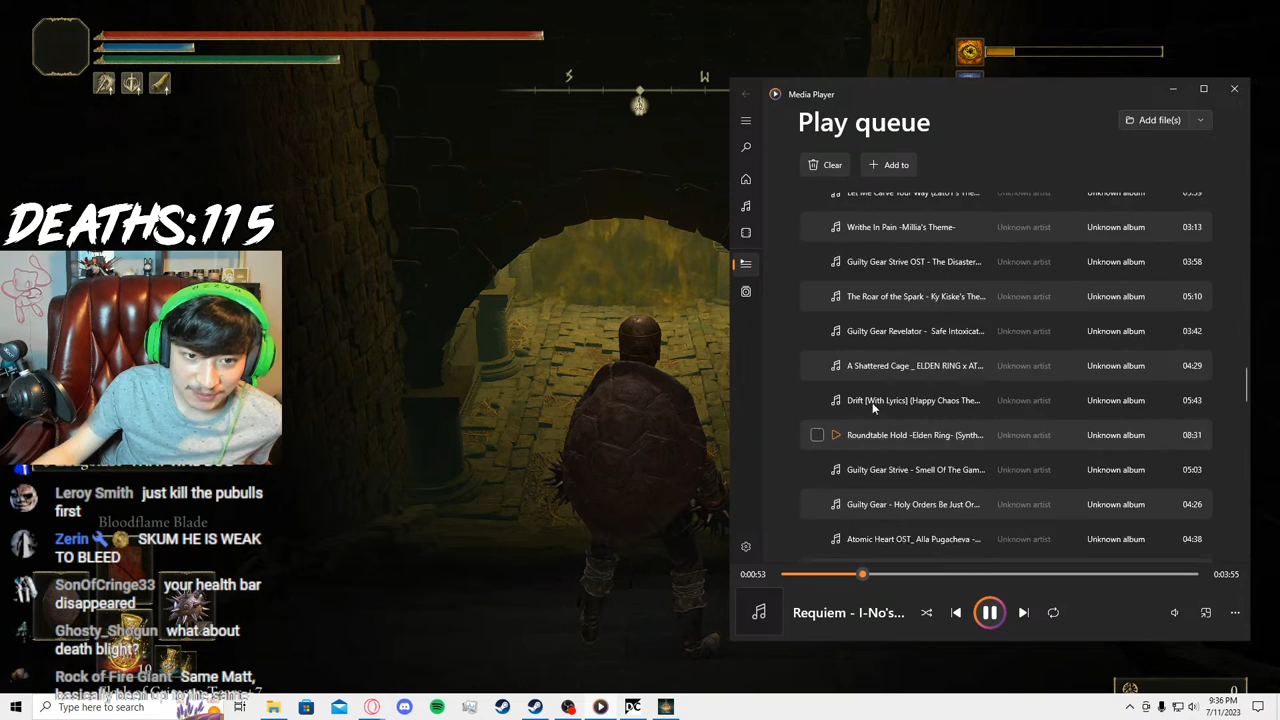 S
W
Media Player
Play queue
Add file(s)
Clear
Add to
Writhe In Pain -Millia's Theme- Unknown artist Unknown album 03:13
Guilty Gear Strive OST - The Disaster... Unknown artist Unknown album 03:58
The Roar of the Spark - Ky Kiske's The... Unknown artist Unknown album 05:10
Guilty Gear Revelator - Safe Intoxicat... Unknown artist Unknown album 03:42
A Shattered Cage _ ELDEN RING x AT... Unknown artist Unknown album 04:29
Drift [With Lyrics] (Happy Chaos The... Unknown artist Unknown album 05:43
Roundtable Hold -Elden Ring- (Synth... Unknown artist Unknown album 08:31
Guilty Gear Strive - Smell Of The Gam... Unknown artist Unknown album 05:03
Guilty Gear - Holy Orders Be Just Or... Unknown artist Unknown album 04:26
Atomic Heart OST_ Alla Pugacheva -... Unknown artist Unknown album 04:38
0:00:53
0:03:55
Requiem - I-No's...
DEATHS:115
Leroy Smith just kill the pubulls
first
Bloodflame Blade
Zerin SKUM HE IS WEAK
TO BLEED
SonOfCringe33 your health bar
disappeared
Ghosty_Shogun what about
death blight?
10
Rock of Fire Giant Same Matt,
0
Type here to search
9:36 PM
7/11/2023